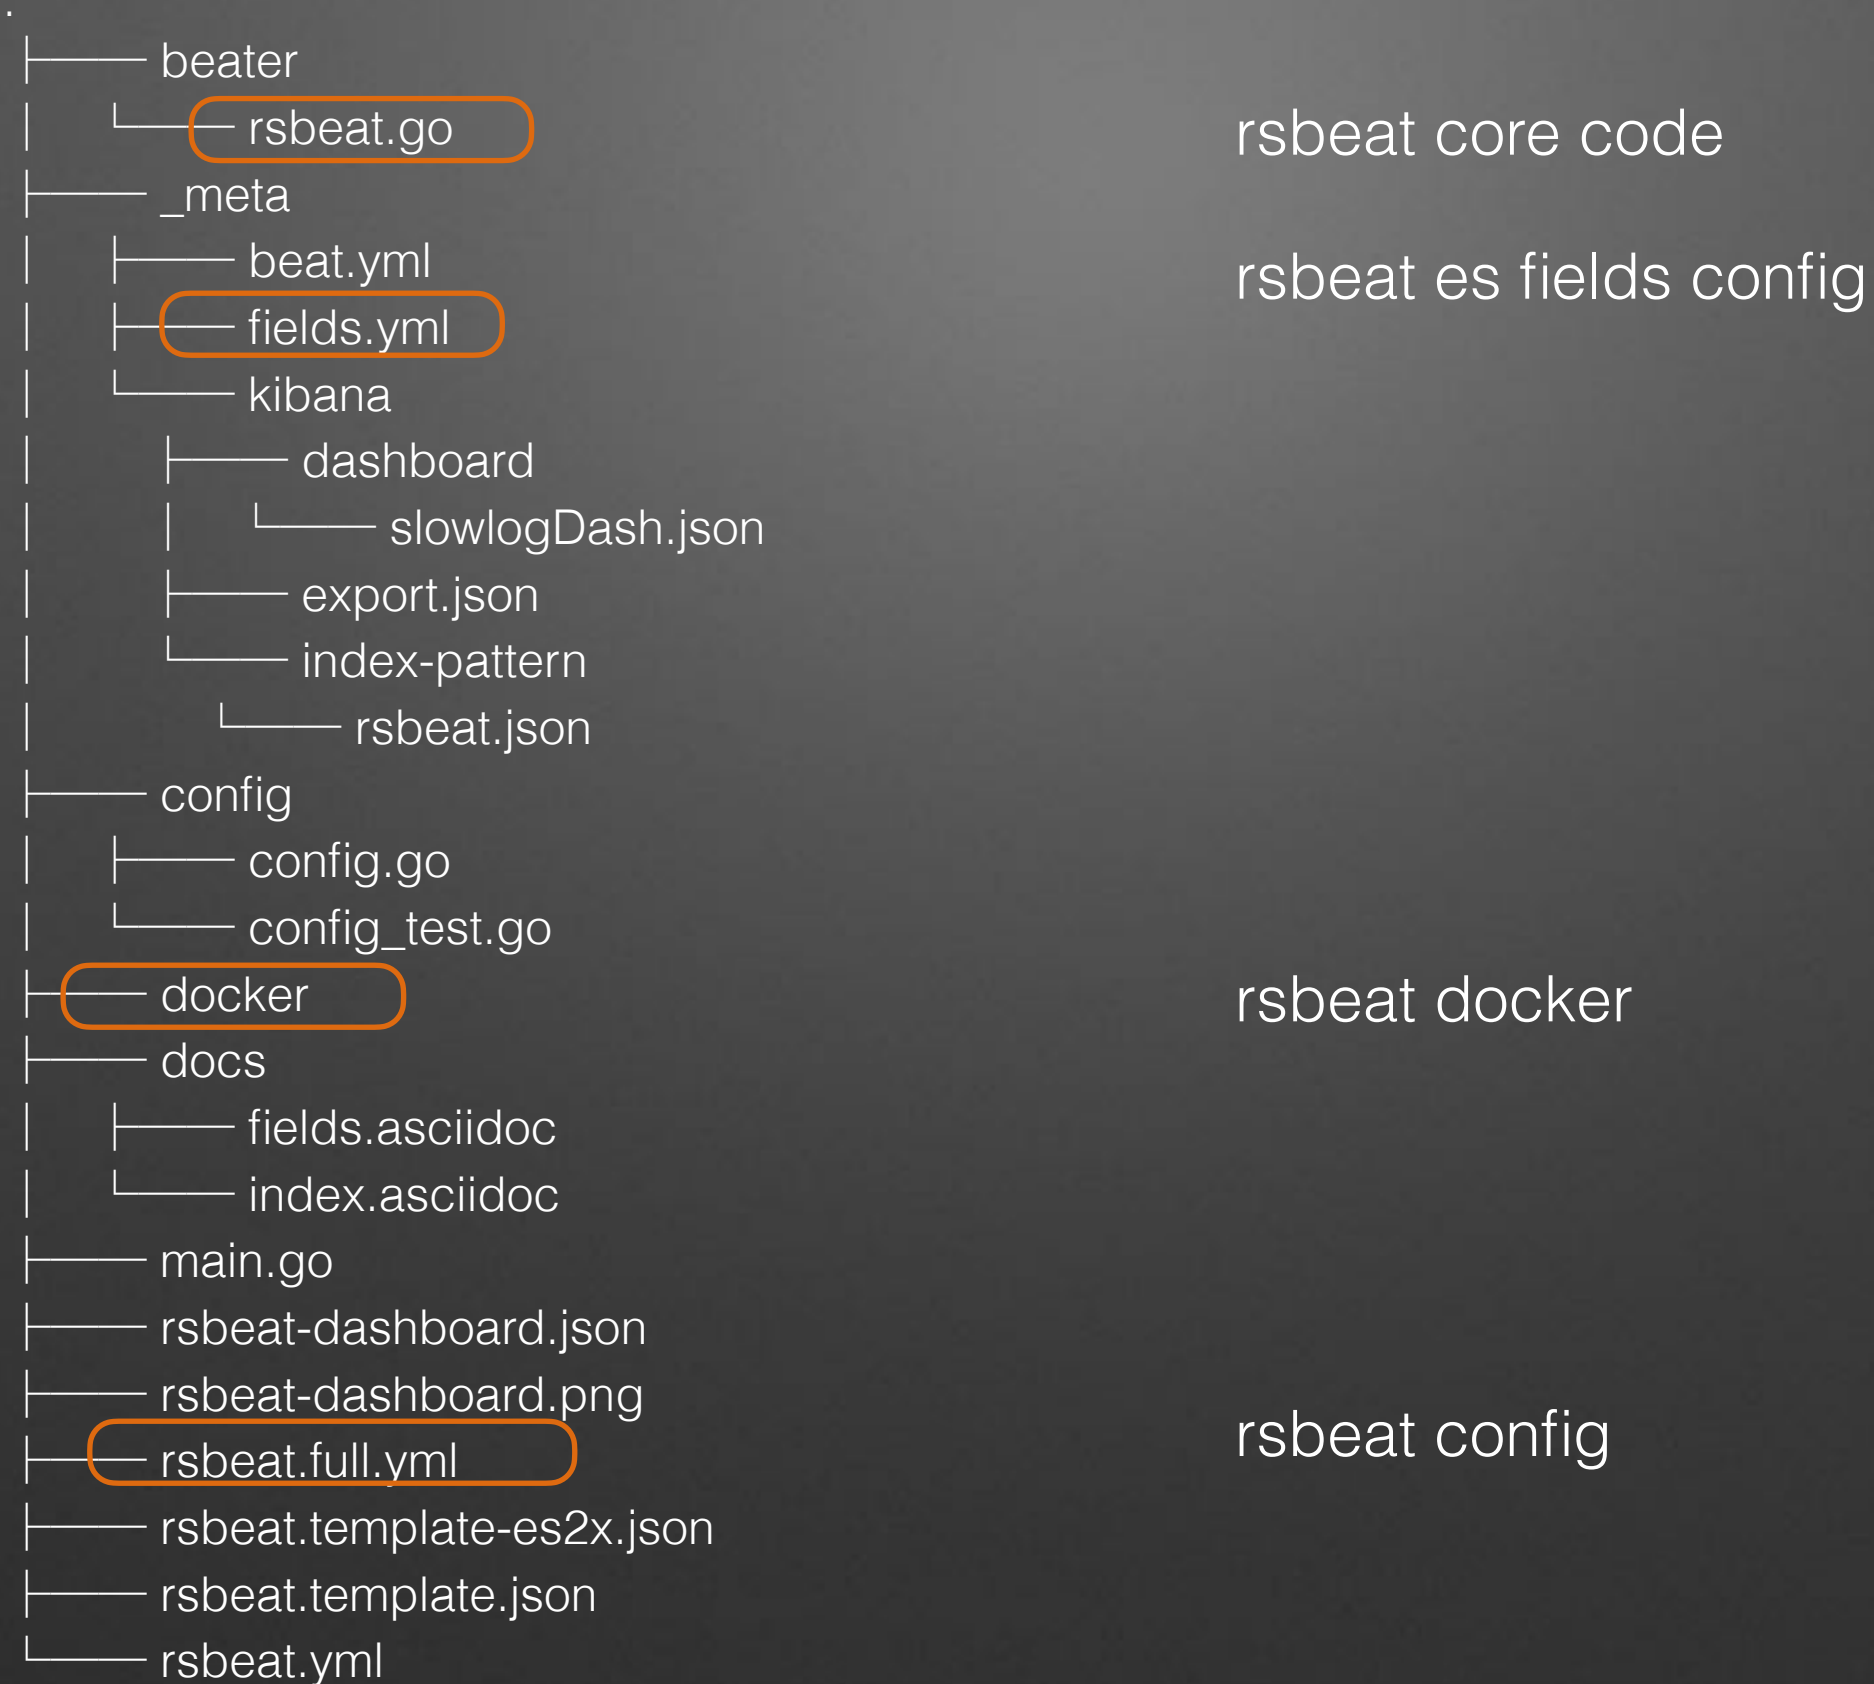 .
├── beater
│   └── rsbeat.go
rsbeat core code
├── _meta
│   ├── beat.yml
rsbeat es fields config
│   ├── fields.yml
│   └── kibana
│       ├── dashboard
│       │   └── slowlogDash.json
│       ├── export.json
│       └── index-pattern
│           └── rsbeat.json
├── config
│   ├── config.go
│   └── config_test.go
├── docker
rsbeat docker
├── docs
│   ├── fields.asciidoc
│   └── index.asciidoc
├── main.go
├── rsbeat-dashboard.json
├── rsbeat-dashboard.png
rsbeat config
├── rsbeat.full.yml
├── rsbeat.template-es2x.json
├── rsbeat.template.json
└── rsbeat.yml